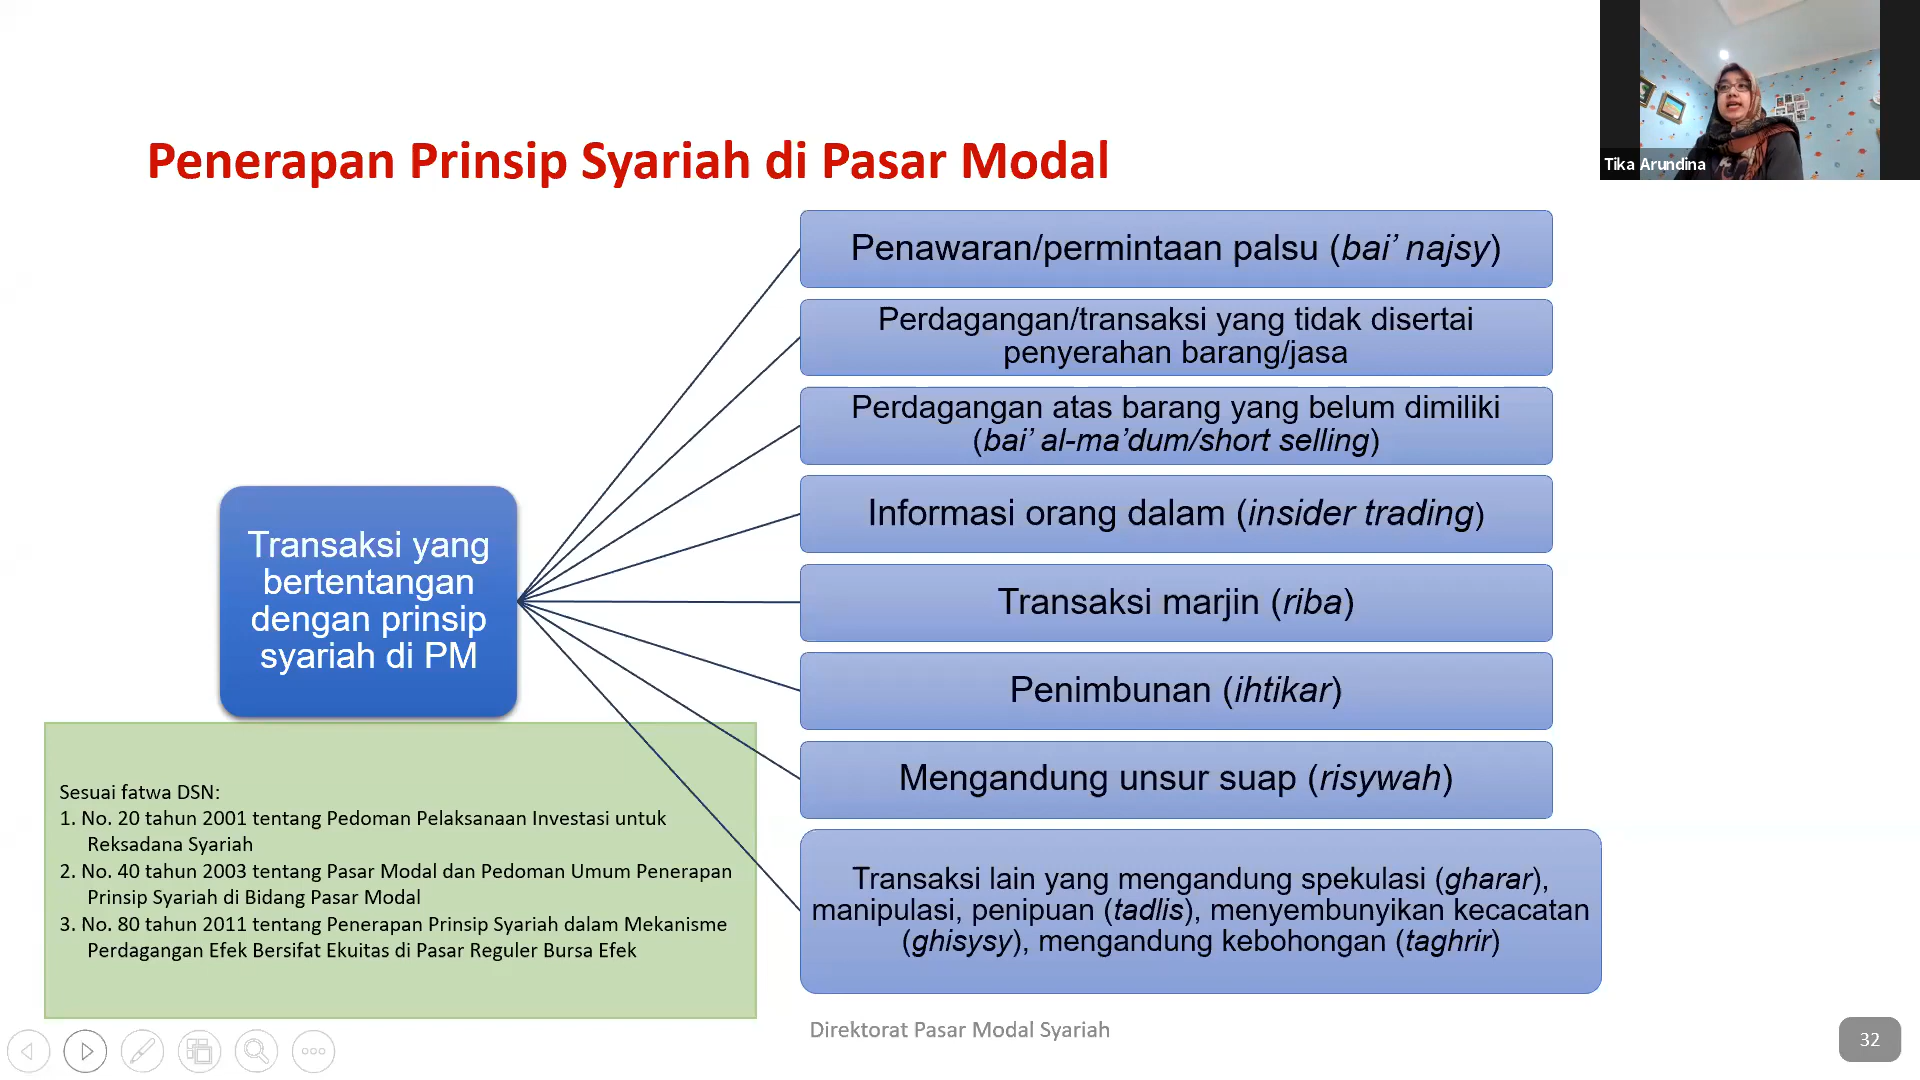 Tika Arundina
Penerapan Prinsip Syariah di Pasar Modal
Transaksi yang
bertentangan
dengan prinsip
syariah di PM
Penawaran/permintaan palsu (bai’ najsy)
Perdagangan/transaksi yang tidak disertai
penyerahan barang/jasa
Perdagangan atas barang yang belum dimiliki
(bai’ al-ma’dum/short selling)
Informasi orang dalam (insider trading)
Transaksi marjin (riba)
Penimbunan (ihtikar)
Mengandung unsur suap (risywah)
Transaksi lain yang mengandung spekulasi (gharar),
manipulasi, penipuan (tadlis), menyembunyikan kecacatan
(ghisysy), mengandung kebohongan (taghrir)
Sesuai fatwa DSN:
1. No. 20 tahun 2001 tentang Pedoman Pelaksanaan Investasi untuk
Reksadana Syariah
2. No. 40 tahun 2003 tentang Pasar Modal dan Pedoman Umum Penerapan
Prinsip Syariah di Bidang Pasar Modal
3. No. 80 tahun 2011 tentang Penerapan Prinsip Syariah dalam Mekanisme
Perdagangan Efek Bersifat Ekuitas di Pasar Reguler Bursa Efek
Direktorat Pasar Modal Syariah
32